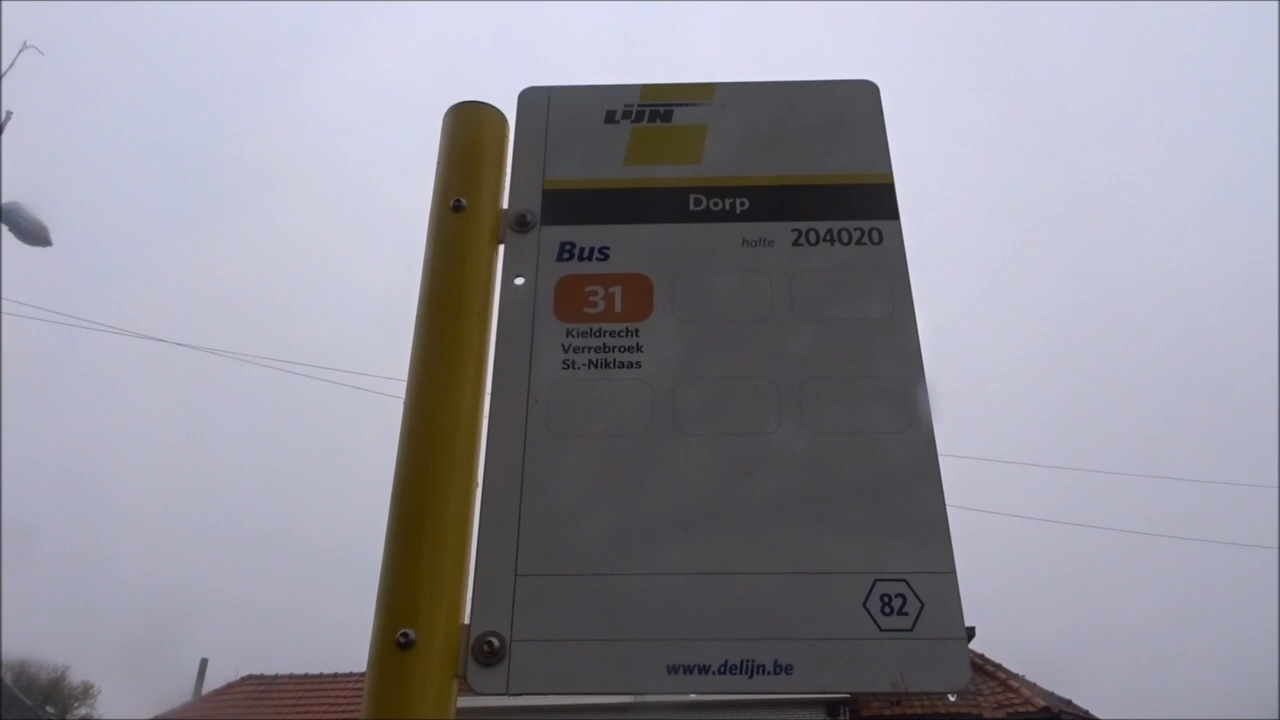 LIJN
Dorp
Bus
halte 204020
31
Kieldrecht
Verrebroek
St.-Niklaas
82
www.delijn.be